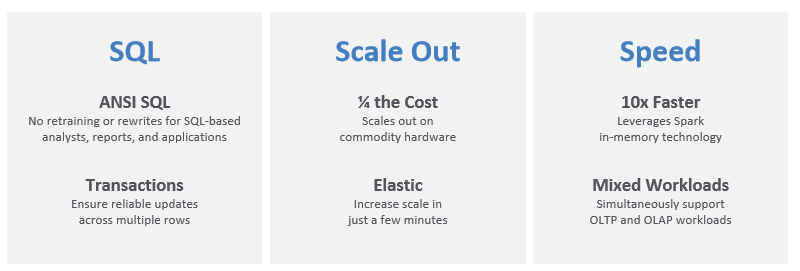 SQL
ANSI SQL
No retraining or rewrites for SQL-based
analysts, reports, and applications
Transactions
Ensure reliable updates
across multiple rows
Scale Out
¼ the Cost
Scales out on
commodity hardware
Elastic
Increase scale in
just a few minutes
Speed
10x Faster
Leverages Spark
in-memory technology
Mixed Workloads
Simultaneously support
OLTP and OLAP workloads